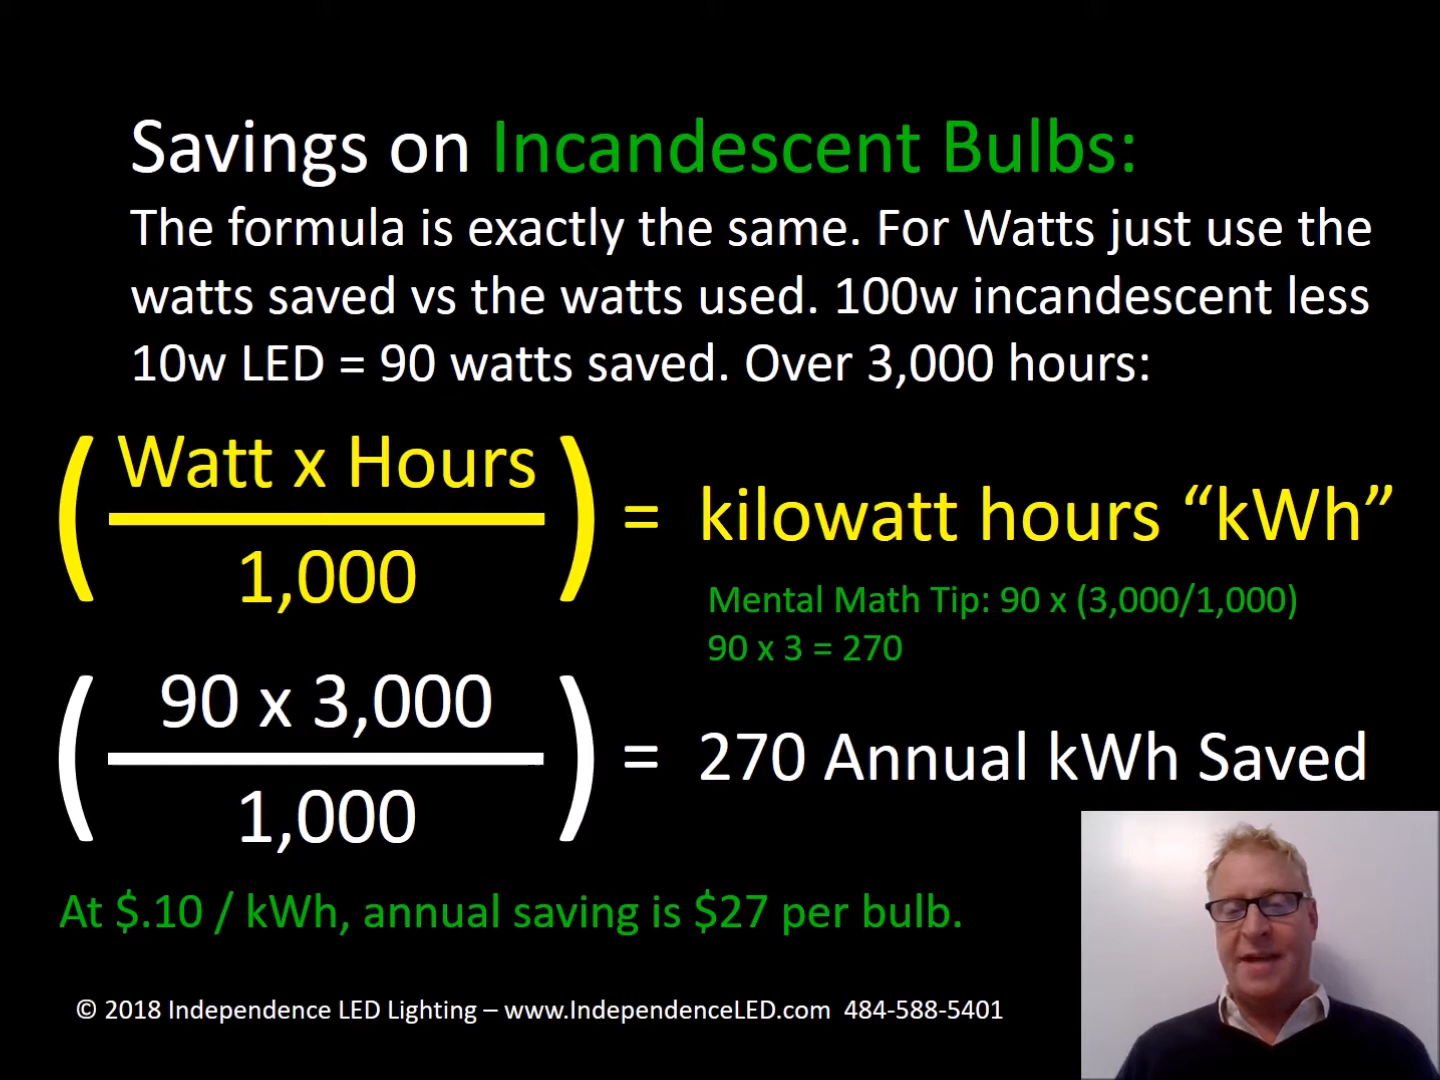 Savings on Incandescent Bulbs:
The formula is exactly the same. For Watts just use the
watts saved vs the watts used. 100w incandescent less
10w LED = 90 watts saved. Over 3,000 hours:
( Watt x Hours
1,000 ) = kilowatt hours “kWh”
Mental Math Tip: 90 x (3,000/1,000)
90 x 3 = 270
( 90 x 3,000
1,000 ) = 270 Annual kWh Saved
At $.10 / kWh, annual saving is $27 per bulb.
© 2018 Independence LED Lighting – www.IndependenceLED.com 484-588-5401